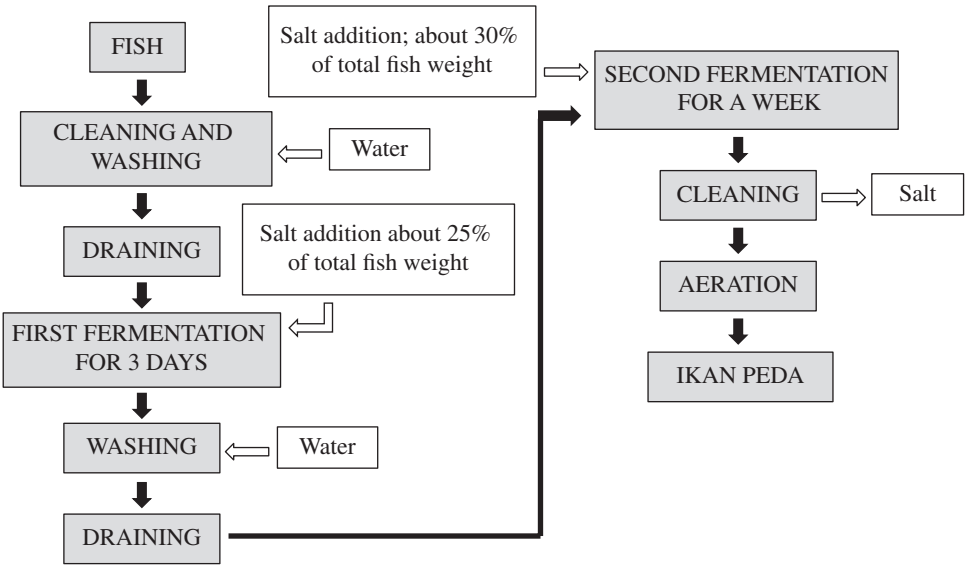 FISH
CLEANING AND
WASHING
Water
DRAINING
Salt addition about 25%
of total fish weight
FIRST FERMENTATION
FOR 3 DAYS
WASHING
Water
DRAINING
Salt addition; about 30%
of total fish weight
SECOND FERMENTATION
FOR A WEEK
CLEANING
Salt
AERATION
IKAN PEDA